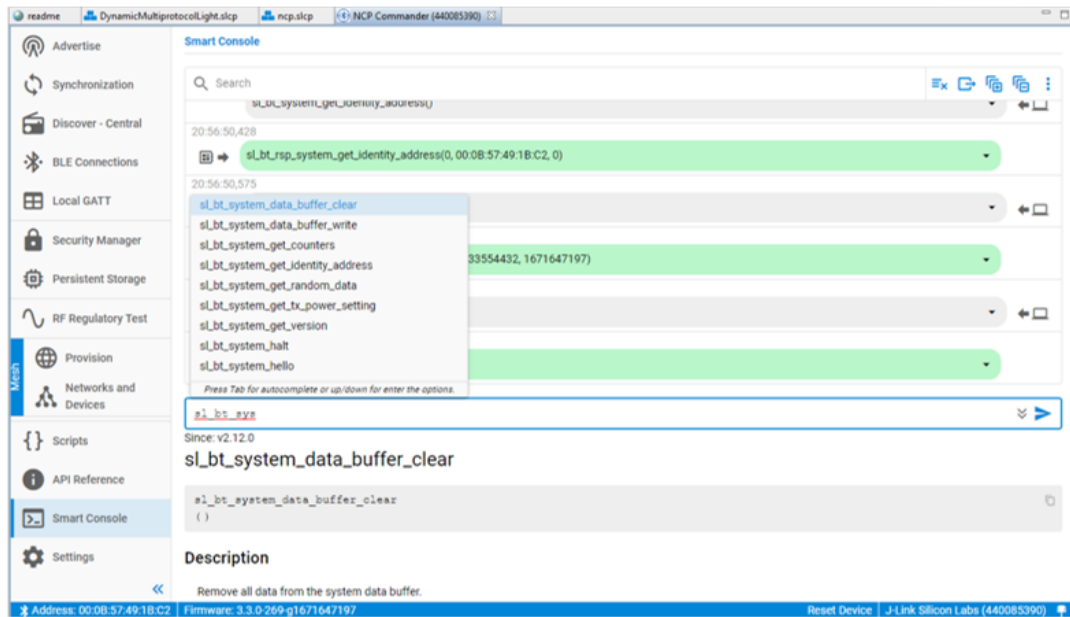 readme DynamicMultiprotocolLight.slcp ncp.slcp NCP Commander (440085390)
Advertise
Synchronization
Discover - Central
BLE Connections
Local GATT
Security Manager
Persistent Storage
RF Regulatory Test
Mesh
Provision
Networks and
Devices
Scripts
API Reference
Smart Console
Settings
Smart Console
Search
sl_bt_system_get_identity_address()
20:56:50,428
sl_bt_rsp_system_get_identity_address(0, 00:0B:57:49:1B:C2, 0)
20:56:50,575
sl_bt_system_data_buffer_clear
sl_bt_system_data_buffer_write
sl_bt_system_get_counters
33554432, 1671647197)
sl_bt_system_get_identity_address
sl_bt_system_get_random_data
sl_bt_system_get_tx_power_setting
sl_bt_system_get_version
sl_bt_system_halt
sl_bt_system_hello
Press Tab for autocomplete or up/down for enter the options.
sl_bt_sys
Since: v2.12.0
sl_bt_system_data_buffer_clear
sl_bt_system_data_buffer_clear
()
Description
Remove all data from the system data buffer.
Address: 00:0B:57:49:1B:C2 Firmware: 3.3.0-269-g1671647197 Reset Device J-Link Silicon Labs (440085390)